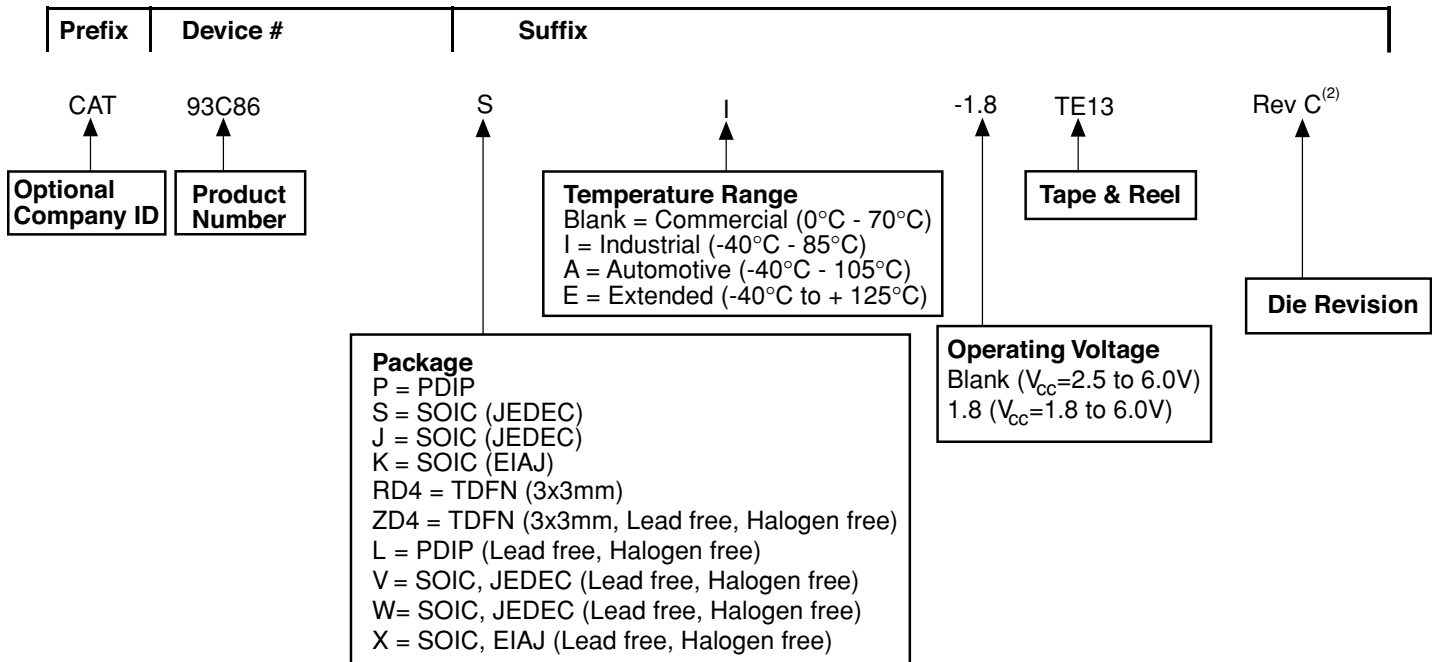 Prefix Device # Suffix
CAT 93C86 S I -1.8 TE13 Rev C(2)
Optional
Company ID
Product
Number
Temperature Range
Blank = Commercial (0°C - 70°C)
I = Industrial (-40°C - 85°C)
A = Automotive (-40°C - 105°C)
E = Extended (-40°C to + 125°C)
Tape & Reel
Die Revision
Package
P = PDIP
S = SOIC (JEDEC)
J = SOIC (JEDEC)
K = SOIC (EIAJ)
RD4 = TDFN (3x3mm)
ZD4 = TDFN (3x3mm, Lead free, Halogen free)
L = PDIP (Lead free, Halogen free)
V = SOIC, JEDEC (Lead free, Halogen free)
W= SOIC, JEDEC (Lead free, Halogen free)
X = SOIC, EIAJ (Lead free, Halogen free)
Operating Voltage
Blank (Vcc=2.5 to 6.0V)
1.8 (Vcc=1.8 to 6.0V)